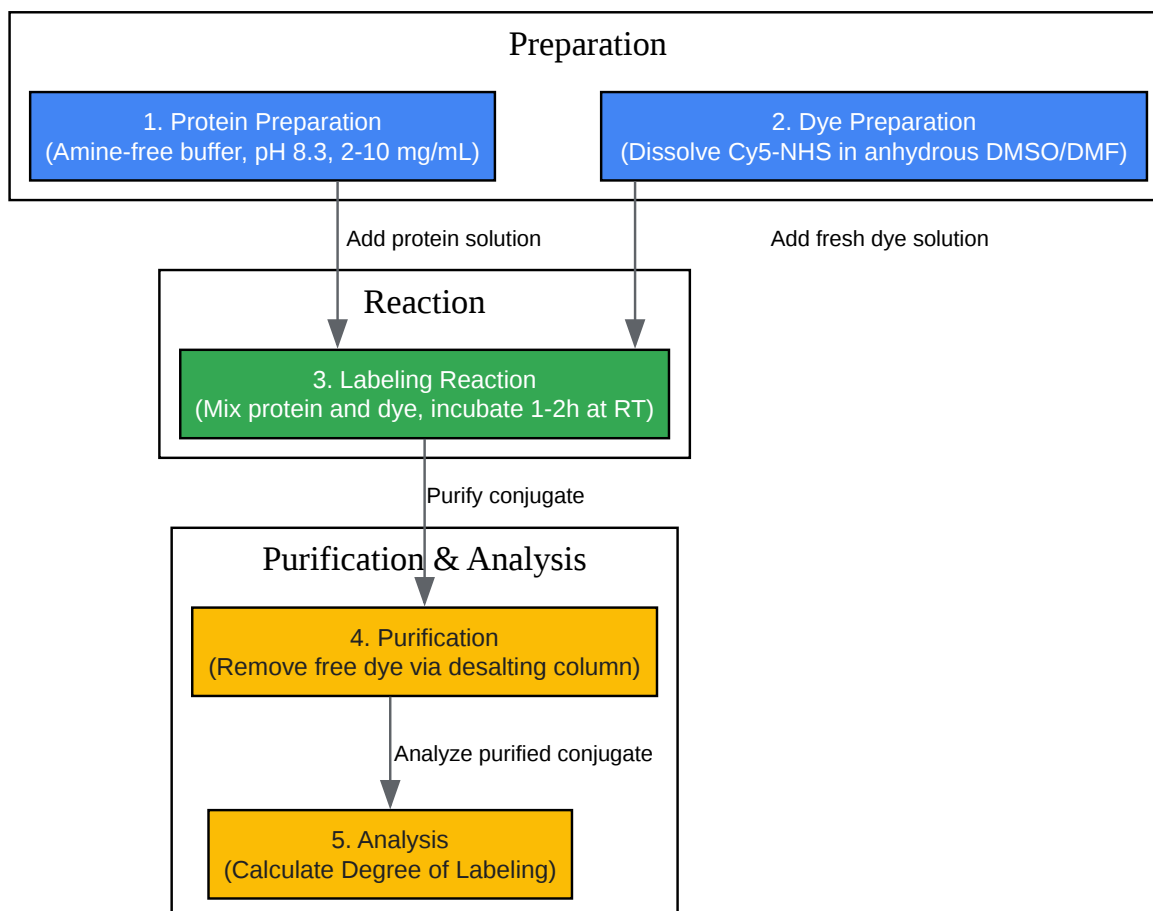 Preparation
1. Protein Preparation
(Amine-free buffer, pH 8.3, 2-10 mg/mL)
2. Dye Preparation
(Dissolve Cy5-NHS in anhydrous DMSO/DMF)
Add protein solution
Add fresh dye solution
Reaction
3. Labeling Reaction
(Mix protein and dye, incubate 1-2h at RT)
Purify conjugate
Purification & Analysis
4. Purification
(Remove free dye via desalting column)
Analyze purified conjugate
5. Analysis
(Calculate Degree of Labeling)